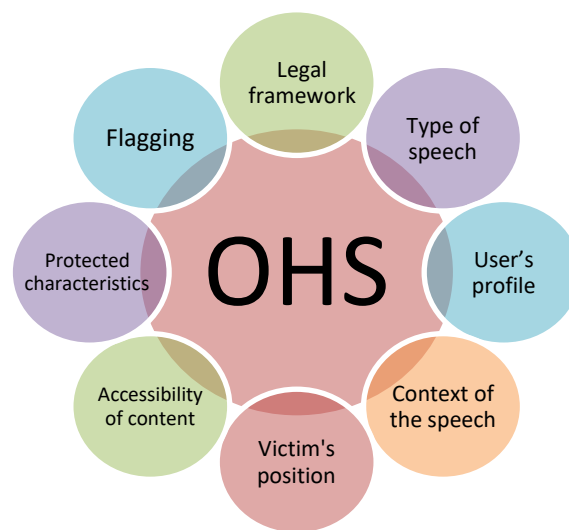 Legal
framework
Type of
speech
User’s
profile
Context of
the speech
Victim's
position
Accessibility
of content
Protected
characteristics
Flagging
OHS